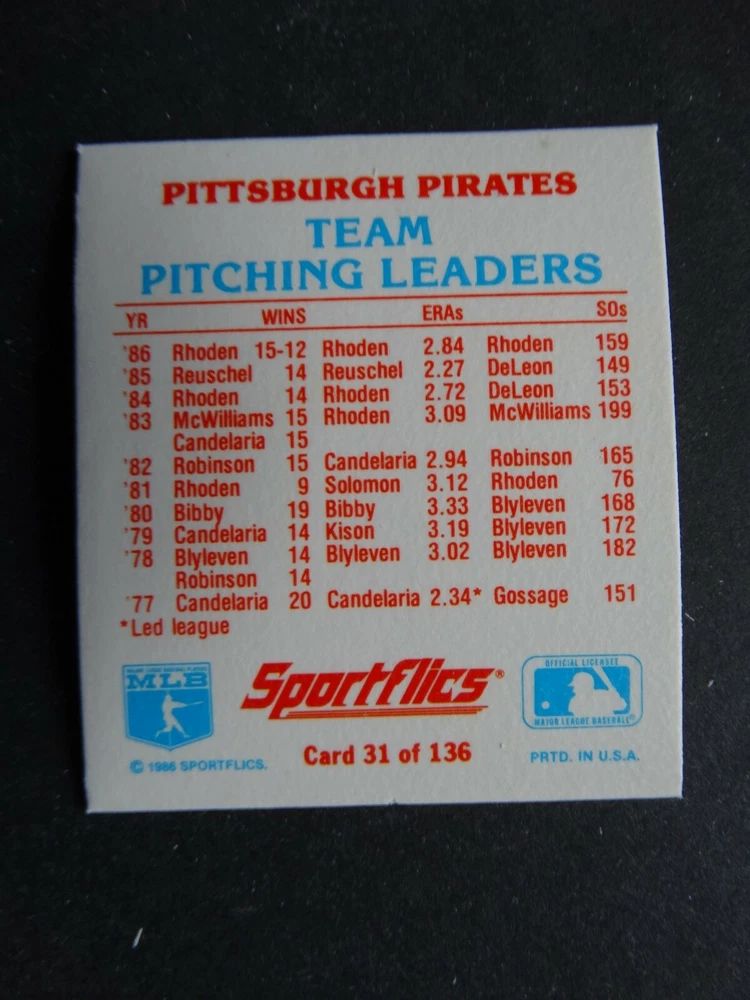 PITTSBURGH PIRATES
TEAM
PITCHING LEADERS
YR WINS ERAs SOs
'86 Rhoden 15-12 Rhoden 2.84 Rhoden 159
'85 Reuschel 14 Reuschel 2.27 DeLeon 149
'84 Rhoden 14 Rhoden 2.72 DeLeon 153
'83 McWilliams 15 Rhoden 3.09 McWilliams 199
Candelaria 15
'82 Robinson 15 Candelaria 2.94 Robinson 165
'81 Rhoden 9 Solomon 3.12 Rhoden 76
'80 Bibby 19 Bibby 3.33 Blyleven 168
'79 Candelaria 14 Kison 3.19 Blyleven 172
'78 Blyleven 14 Blyleven 3.02 Blyleven 182
Robinson 14
'77 Candelaria 20 Candelaria 2.34* Gossage 151
*Led league
MAJOR LEAGUE BASEBALL PLAYERS
MLB
Sportflics®
OFFICIAL LICENSEE
MAJOR LEAGUE BASEBALL®
© 1986 SPORTFLICS.
Card 31 of 136
PRTD. IN U.S.A.